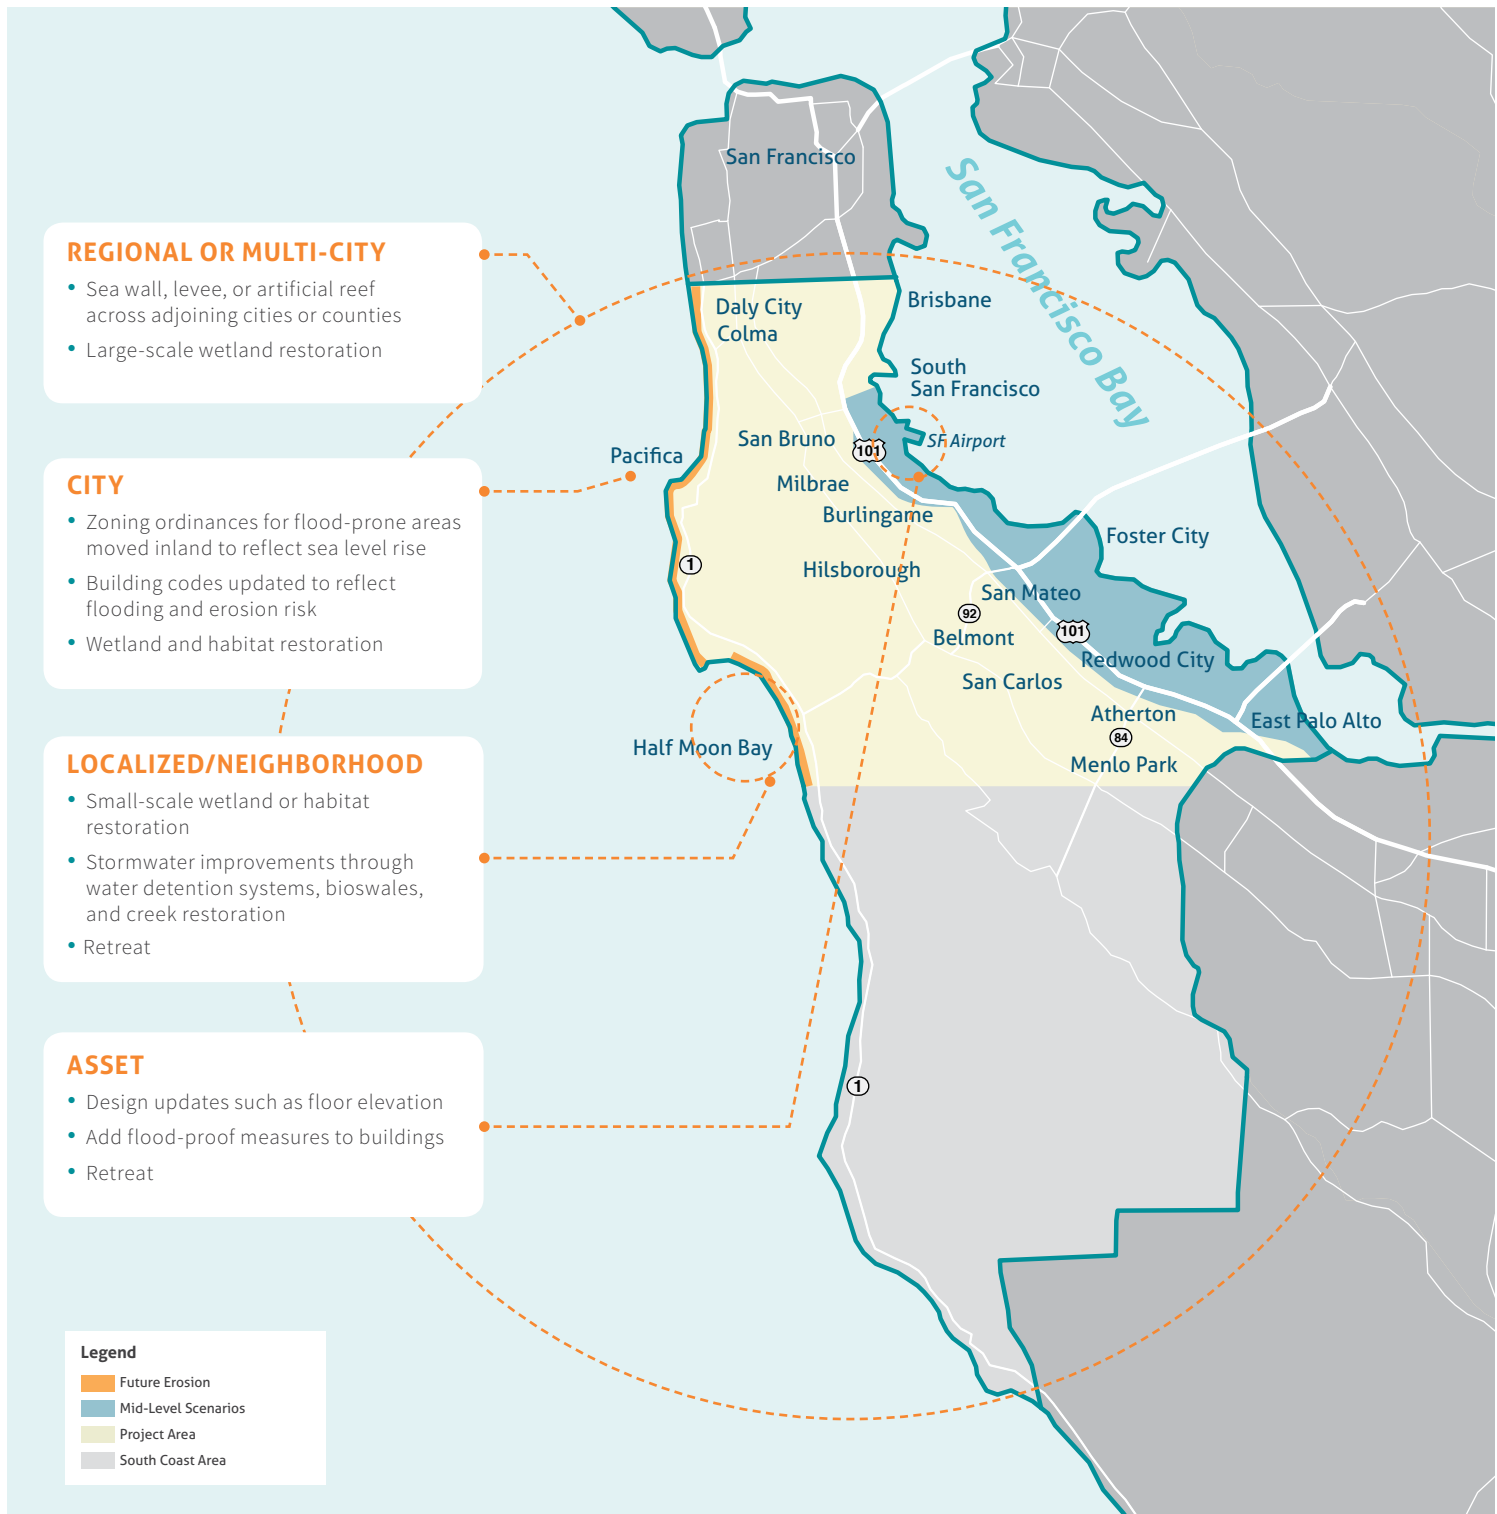 REGIONAL OR MULTI-CITY
• Sea wall, levee, or artificial reef
across adjoining cities or counties
• Large-scale wetland restoration
CITY
• Zoning ordinances for flood-prone areas
moved inland to reflect sea level rise
• Building codes updated to reflect
flooding and erosion risk
• Wetland and habitat restoration
LOCALIZED/NEIGHBORHOOD
• Small-scale wetland or habitat
restoration
• Stormwater improvements through
water detention systems, bioswales,
and creek restoration
• Retreat
ASSET
• Design updates such as floor elevation
• Add flood-proof measures to buildings
• Retreat
Legend
Future Erosion
Mid-Level Scenarios
Project Area
South Coast Area
San Francisco
San Francisco Bay
Daly City
Colma
Brisbane
South
San Francisco
San Bruno
101
SF Airport
Pacifica
Milbrae
Burlingame
Foster City
1
Hilsborough
San Mateo
92
101
Belmont
Redwood City
San Carlos
Atherton
East Palo Alto
84
Half Moon Bay
Menlo Park
1